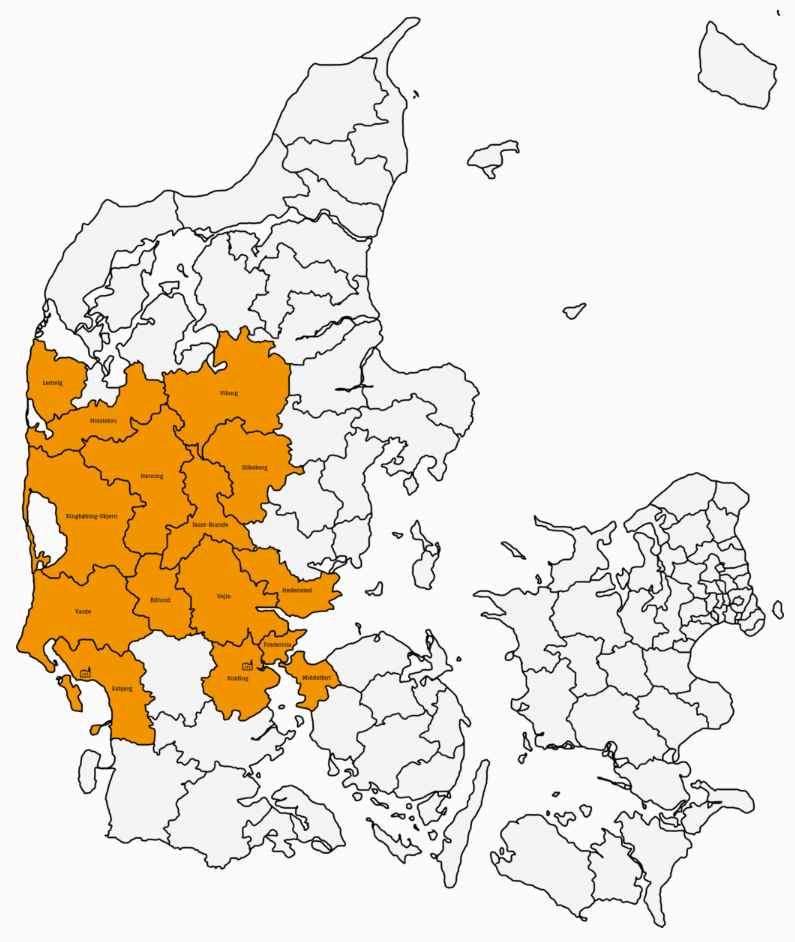 Lemvig
Viborg
Holstebro
Silkeborg
Herning
Ringkøbing-Skjern
Ikast-Brande
Hedensted
Vejle
Billund
Varde
Fredericia
Kolding
Middelfart
Esbjerg